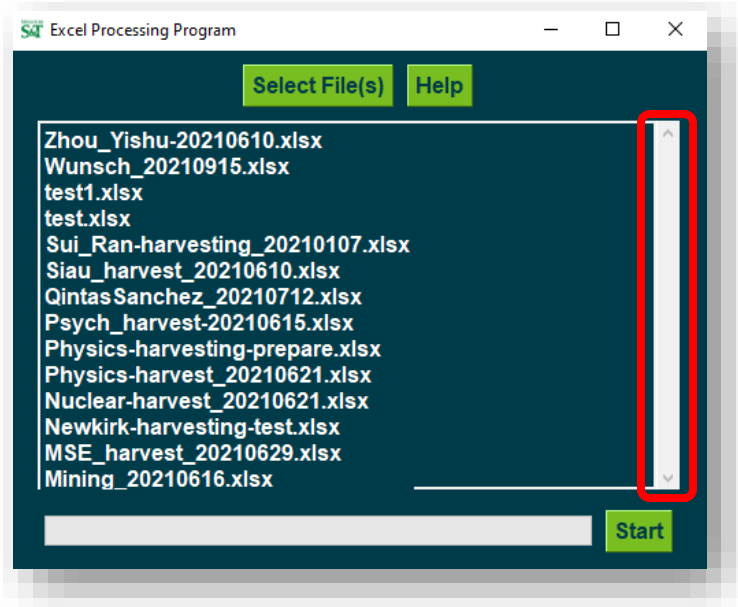 S&T Excel Processing Program
Select File(s) Help
Zhou_Yishu-20210610.xlsx
Wunsch_20210915.xlsx
test1.xlsx
test.xlsx
Sui_Ran-harvesting_20210107.xlsx
Siau_harvest_20210610.xlsx
QintasSanchez_20210712.xlsx
Psych_harvest-20210615.xlsx
Physics-harvesting-prepare.xlsx
Physics-harvest_20210621.xlsx
Nuclear-harvest_20210621.xlsx
Newkirk-harvesting-test.xlsx
MSE_harvest_20210629.xlsx
Mining_20210616.xlsx
Start